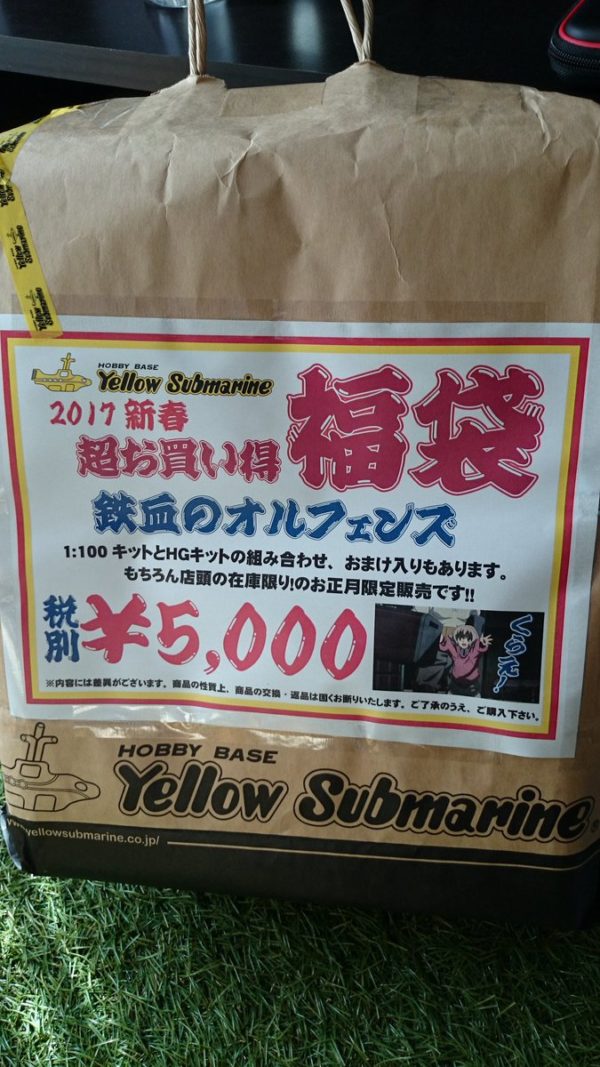 Yellow Submarine
Yellow Submarine
Yellow Submarine
HOBBY BASE
Yellow Submarine
2017 新春
超お買い得
福袋
鉄血のオルフェンズ
1:100 キットとHGキットの組み合わせ、おまけ入りもあります。
もちろん店頭の在庫限り!のお正月限定販売です!!
税別
¥5,000
くらえ!
※内容には差異がございます。商品の性質上、商品の交換・返品は固くお断りいたします。ご了承のうえ、ご購入下さい。
HOBBY BASE
Yellow Submarine®
yellowsubmarine.co.jp/